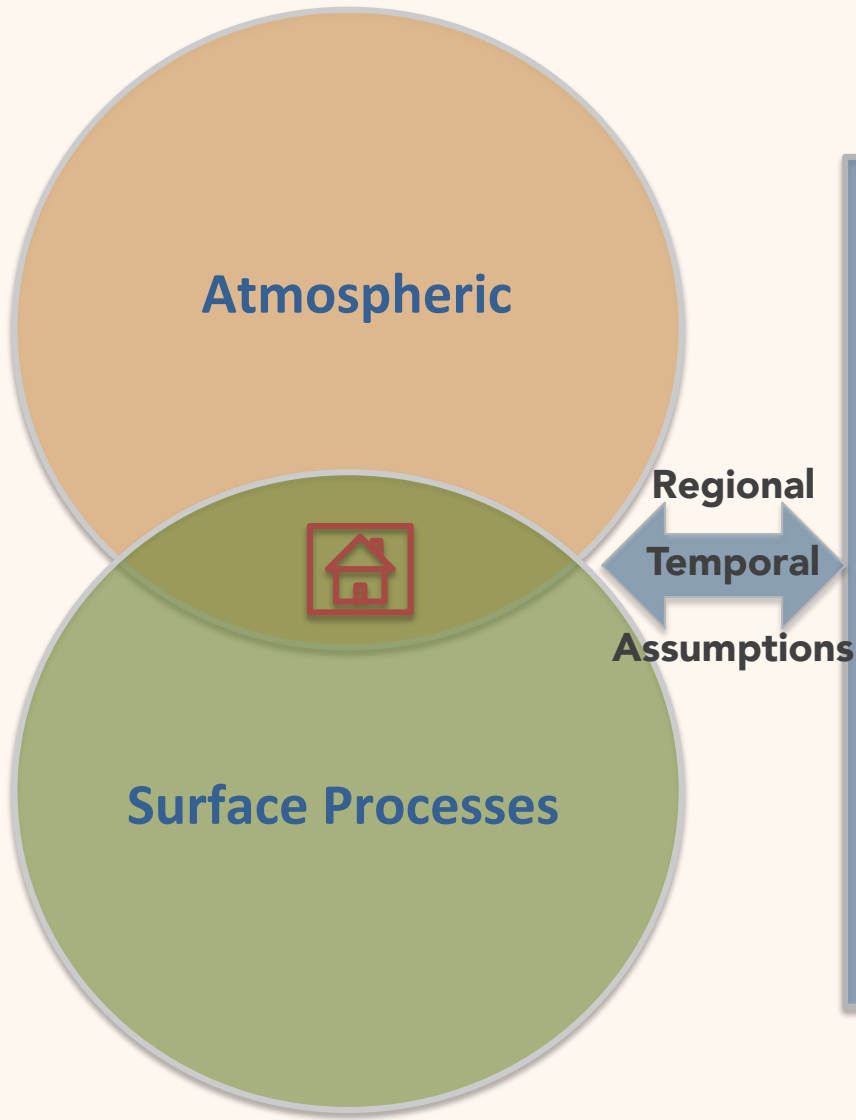 Atmospheric
Regional
Temporal
Assumptions
Surface Processes